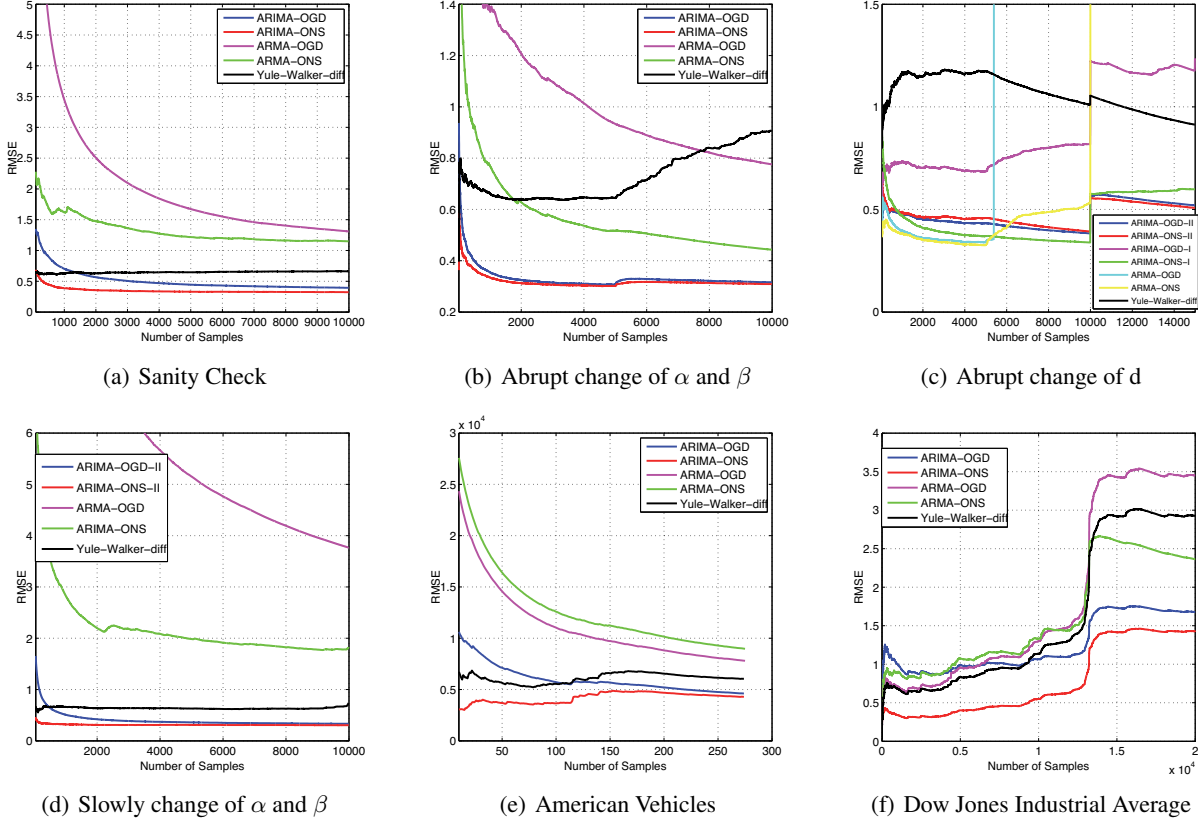 RMSE
5
4.5
4
3.5
3
2.5
2
1.5
1
0.5
0
1000 2000 3000 4000 5000 6000 7000 8000 9000 10000
Number of Samples
ARIMA-OGD
ARIMA-ONS
ARMA-OGD
ARMA-ONS
Yule-Walker-diff
(a) Sanity Check
RMSE
1.4
1.2
1
0.8
0.6
0.4
0.2
2000 4000 6000 8000 10000
Number of Samples
ARIMA-OGD
ARIMA-ONS
ARMA-OGD
ARMA-ONS
Yule-Walker-diff
(b) Abrupt change of α and β
RMSE
1.5
1
0.5
0
2000 4000 6000 8000 10000 12000 14000
Number of Samples
ARIMA-OGD-II
ARIMA-ONS-II
ARIMA-OGD-I
ARIMA-ONS-I
ARMA-OGD
ARMA-ONS
Yule-Walker-diff
(c) Abrupt change of d
RMSE
6
5
4
3
2
1
0
2000 4000 6000 8000 10000
Number of Samples
ARIMA-OGD-II
ARIMA-ONS-II
ARMA-OGD
ARIMA-ONS
Yule-Walker-diff
(d) Slowly change of α and β
RMSE
x 10^4
3
2.5
2
1.5
1
0.5
0
50 100 150 200 250 300
Number of Samples
ARIMA-OGD
ARIMA-ONS
ARMA-OGD
ARMA-ONS
Yule-Walker-diff
(e) American Vehicles
RMSE
4
3.5
3
2.5
2
1.5
1
0.5
0
0 0.5 1 1.5 2
x 10^4
Number of Samples
ARIMA-OGD
ARIMA-ONS
ARMA-OGD
ARMA-ONS
Yule-Walker-diff
(f) Dow Jones Industrial Average